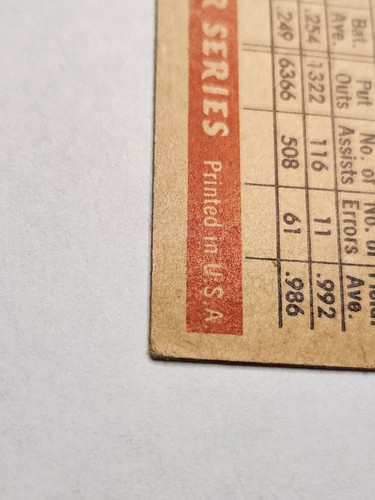 Bat. Put No. of No. of
Ave. Outs Assists Errors Ave.
.254 1322 116 11 .992
.249 6366 508 61 .986
R SERIES Printed in U.S.A.